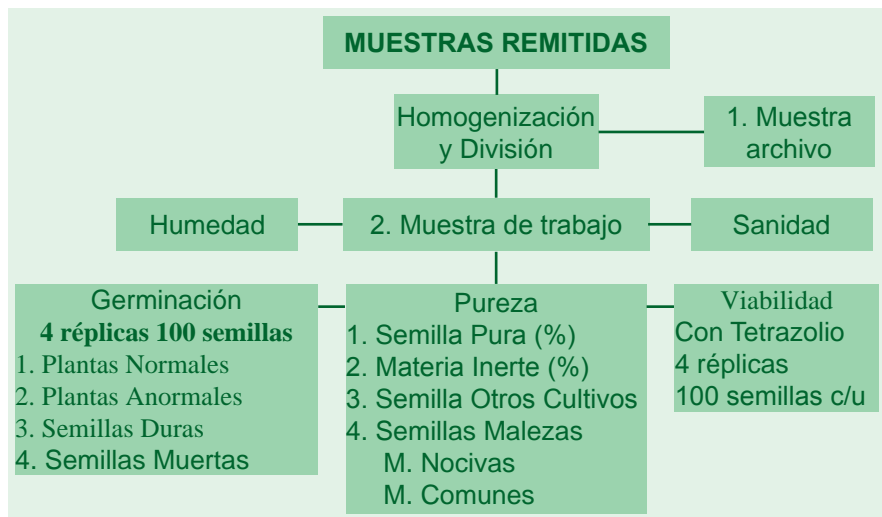 MUESTRAS REMITIDAS
Homogenización
y División
1. Muestra
archivo
Humedad
2. Muestra de trabajo
Sanidad
Germinación
4 réplicas 100 semillas
1. Plantas Normales
2. Plantas Anormales
3. Semillas Duras
4. Semillas Muertas
Pureza
1. Semilla Pura (%)
2. Materia Inerte (%)
3. Semilla Otros Cultivos
4. Semillas Malezas
M. Nocivas
M. Comunes
Viabilidad
Con Tetrazolio
4 réplicas
100 semillas c/u